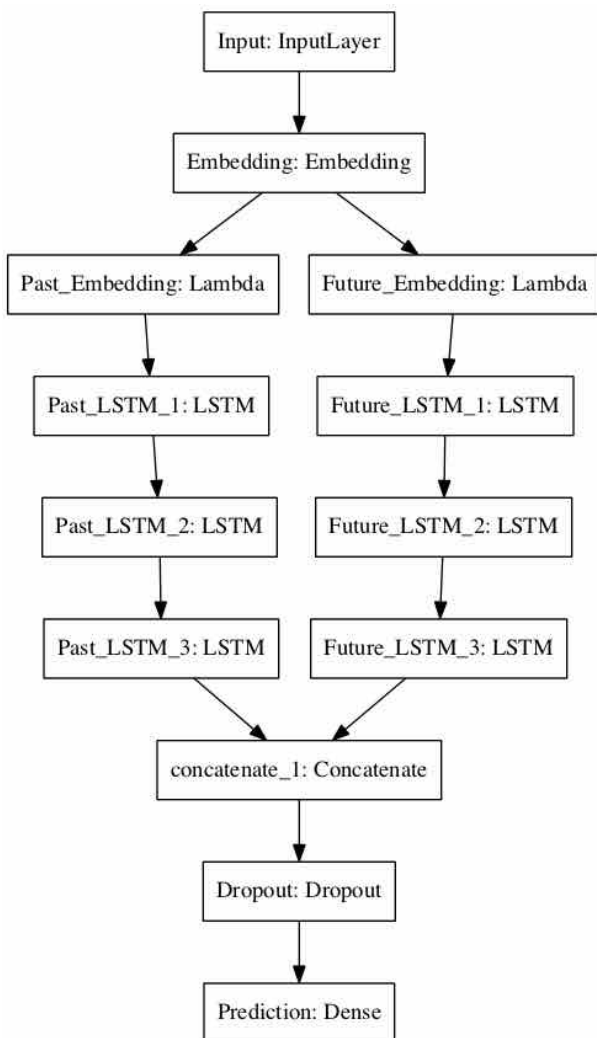 Input: InputLayer
Embedding: Embedding
Past_Embedding: Lambda
Future_Embedding: Lambda
Past_LSTM_1: LSTM
Future_LSTM_1: LSTM
Past_LSTM_2: LSTM
Future_LSTM_2: LSTM
Past_LSTM_3: LSTM
Future_LSTM_3: LSTM
concatenate_1: Concatenate
Dropout: Dropout
Prediction: Dense